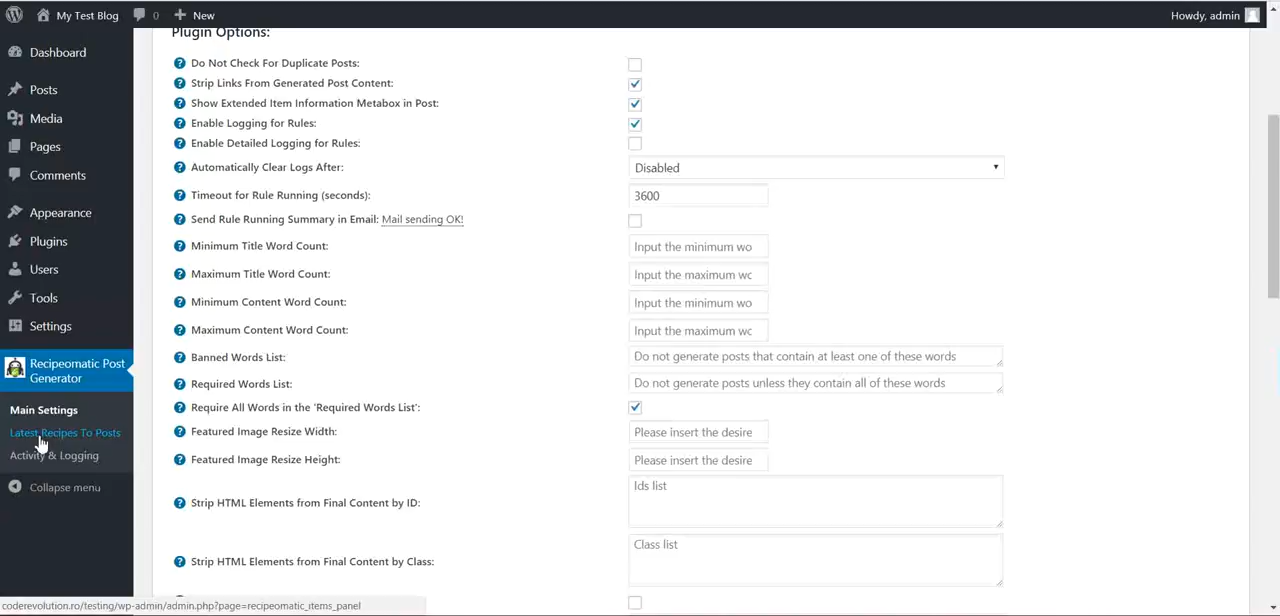 My Test Blog
0
New
Howdy, admin
Dashboard
Posts
Media
Pages
Comments
Appearance
Plugins
Users
Tools
Settings
Recipeomatic Post
Generator
Main Settings
Latest Recipes To Posts
Activity & Logging
Collapse menu
Plugin Options:
Do Not Check For Duplicate Posts:
Strip Links From Generated Post Content:
Show Extended Item Information Metabox in Post:
Enable Logging for Rules:
Enable Detailed Logging for Rules:
Automatically Clear Logs After:
Disabled
Timeout for Rule Running (seconds):
3600
Send Rule Running Summary in Email: Mail sending OK!
Minimum Title Word Count:
Input the minimum wo
Maximum Title Word Count:
Input the maximum wc
Minimum Content Word Count:
Input the minimum wo
Maximum Content Word Count:
Input the maximum wc
Banned Words List:
Do not generate posts that contain at least one of these words
Required Words List:
Do not generate posts unless they contain all of these words
Require All Words in the 'Required Words List':
Featured Image Resize Width:
Please insert the desire
Featured Image Resize Height:
Please insert the desire
Strip HTML Elements from Final Content by ID:
Ids list
Strip HTML Elements from Final Content by Class:
Class list
coderevolution.ro/testing/wp-admin/admin.php?page=recipeomatic_items_panel